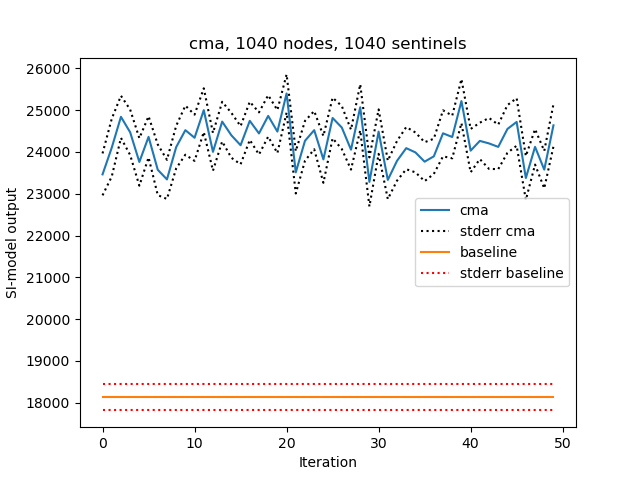 cma, 1040 nodes, 1040 sentinels
SI-model output
26000
25000
24000
23000
22000
21000
20000
19000
18000
cma
stderr cma
baseline
stderr baseline
0
10
20
30
40
50
Iteration